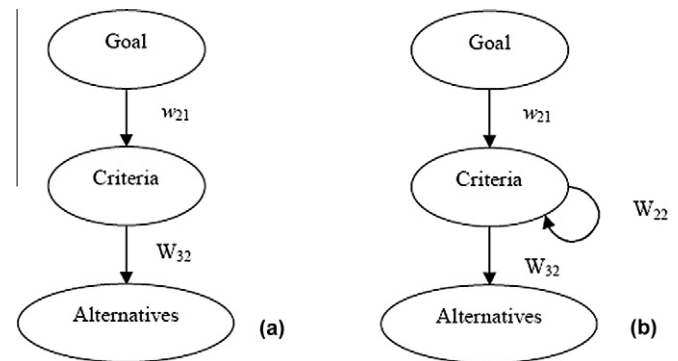 Goal
w21
Criteria
W32
Alternatives
(a)
Goal
w21
Criteria
W22
W32
Alternatives
(b)